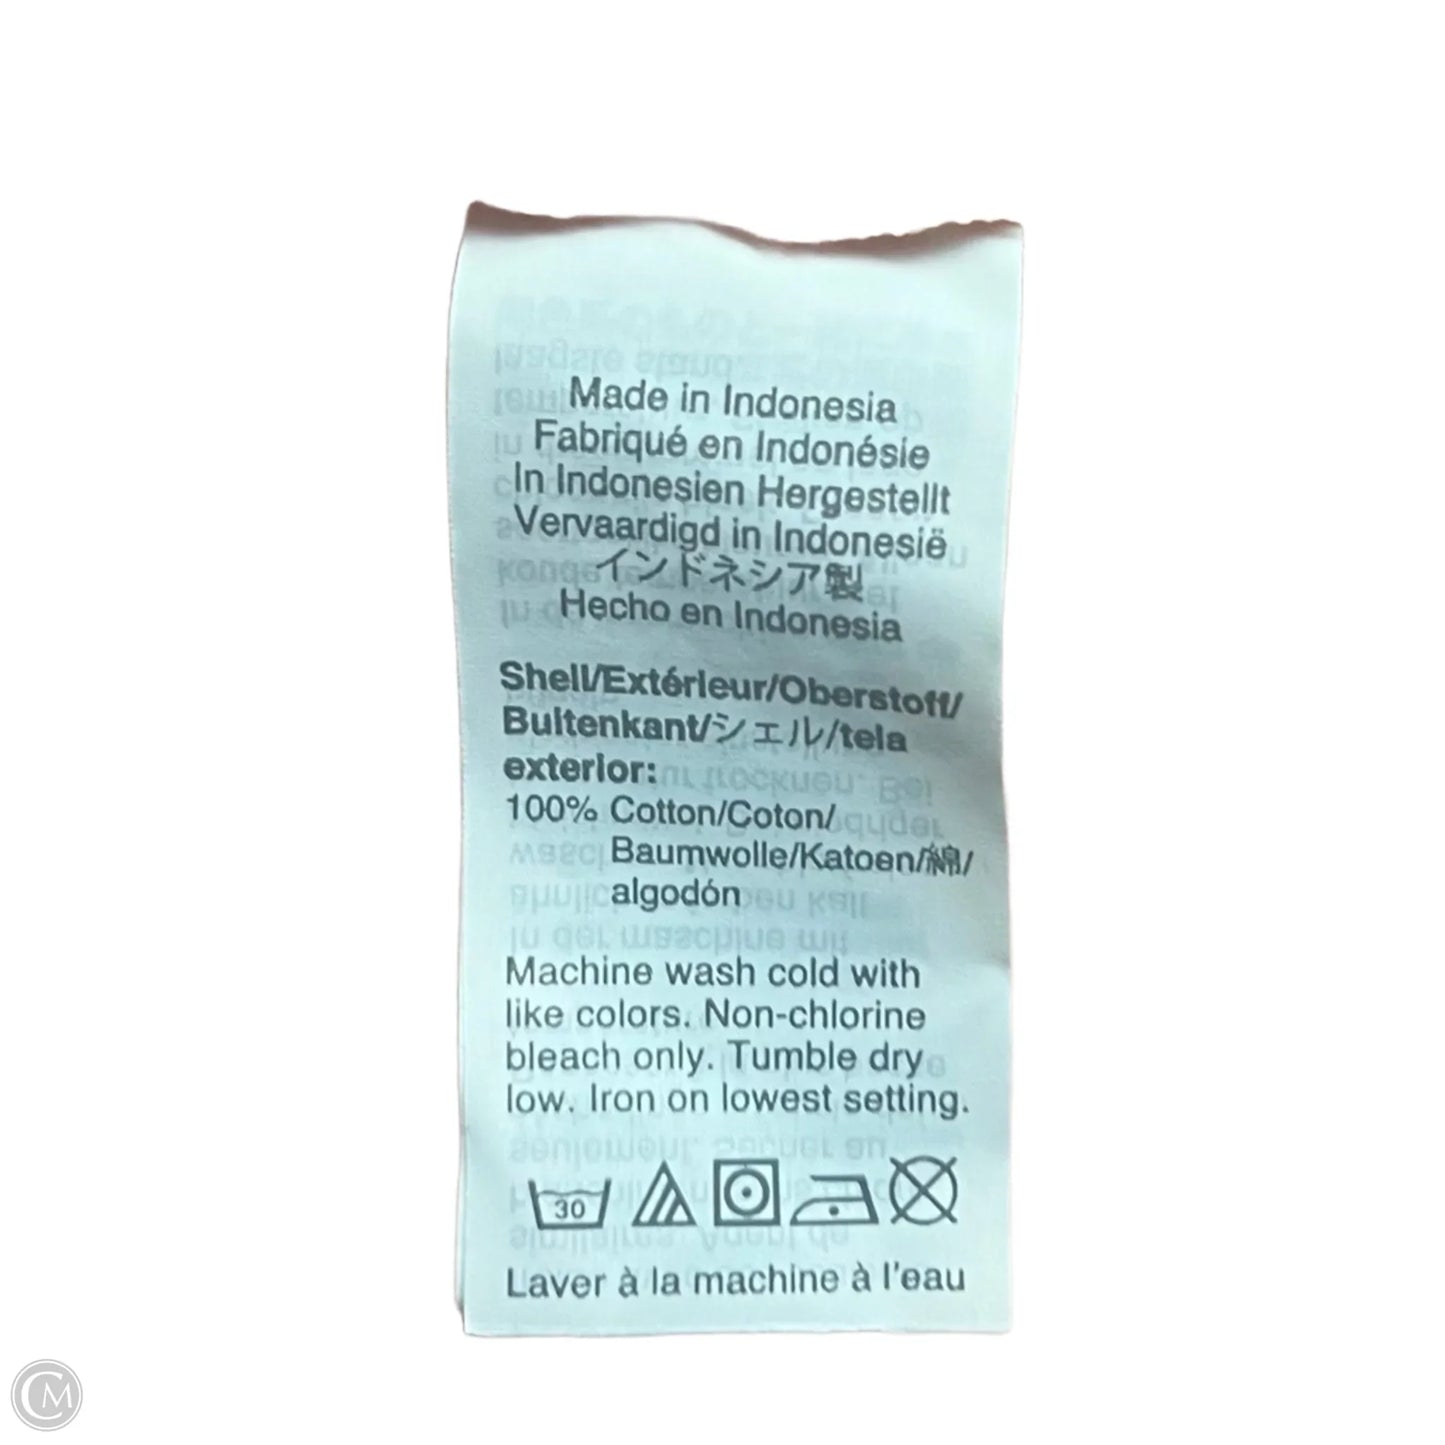 Made in Indonesia
Fabriqué en Indonésie
In Indonesien Hergestellt
Vervaardigd in Indonesië
インドネシア製
Hecho en Indonesia
Shell/Extérieur/Oberstoff/
Buitenkant/シェル/tela
exterior:
100% Cotton/Coton/
Baumwolle/Katoen/綿/
algodón
Machine wash cold with
like colors. Non-chlorine
bleach only. Tumble dry
low. Iron on lowest setting.
30
Laver à la machine à l'eau
CM